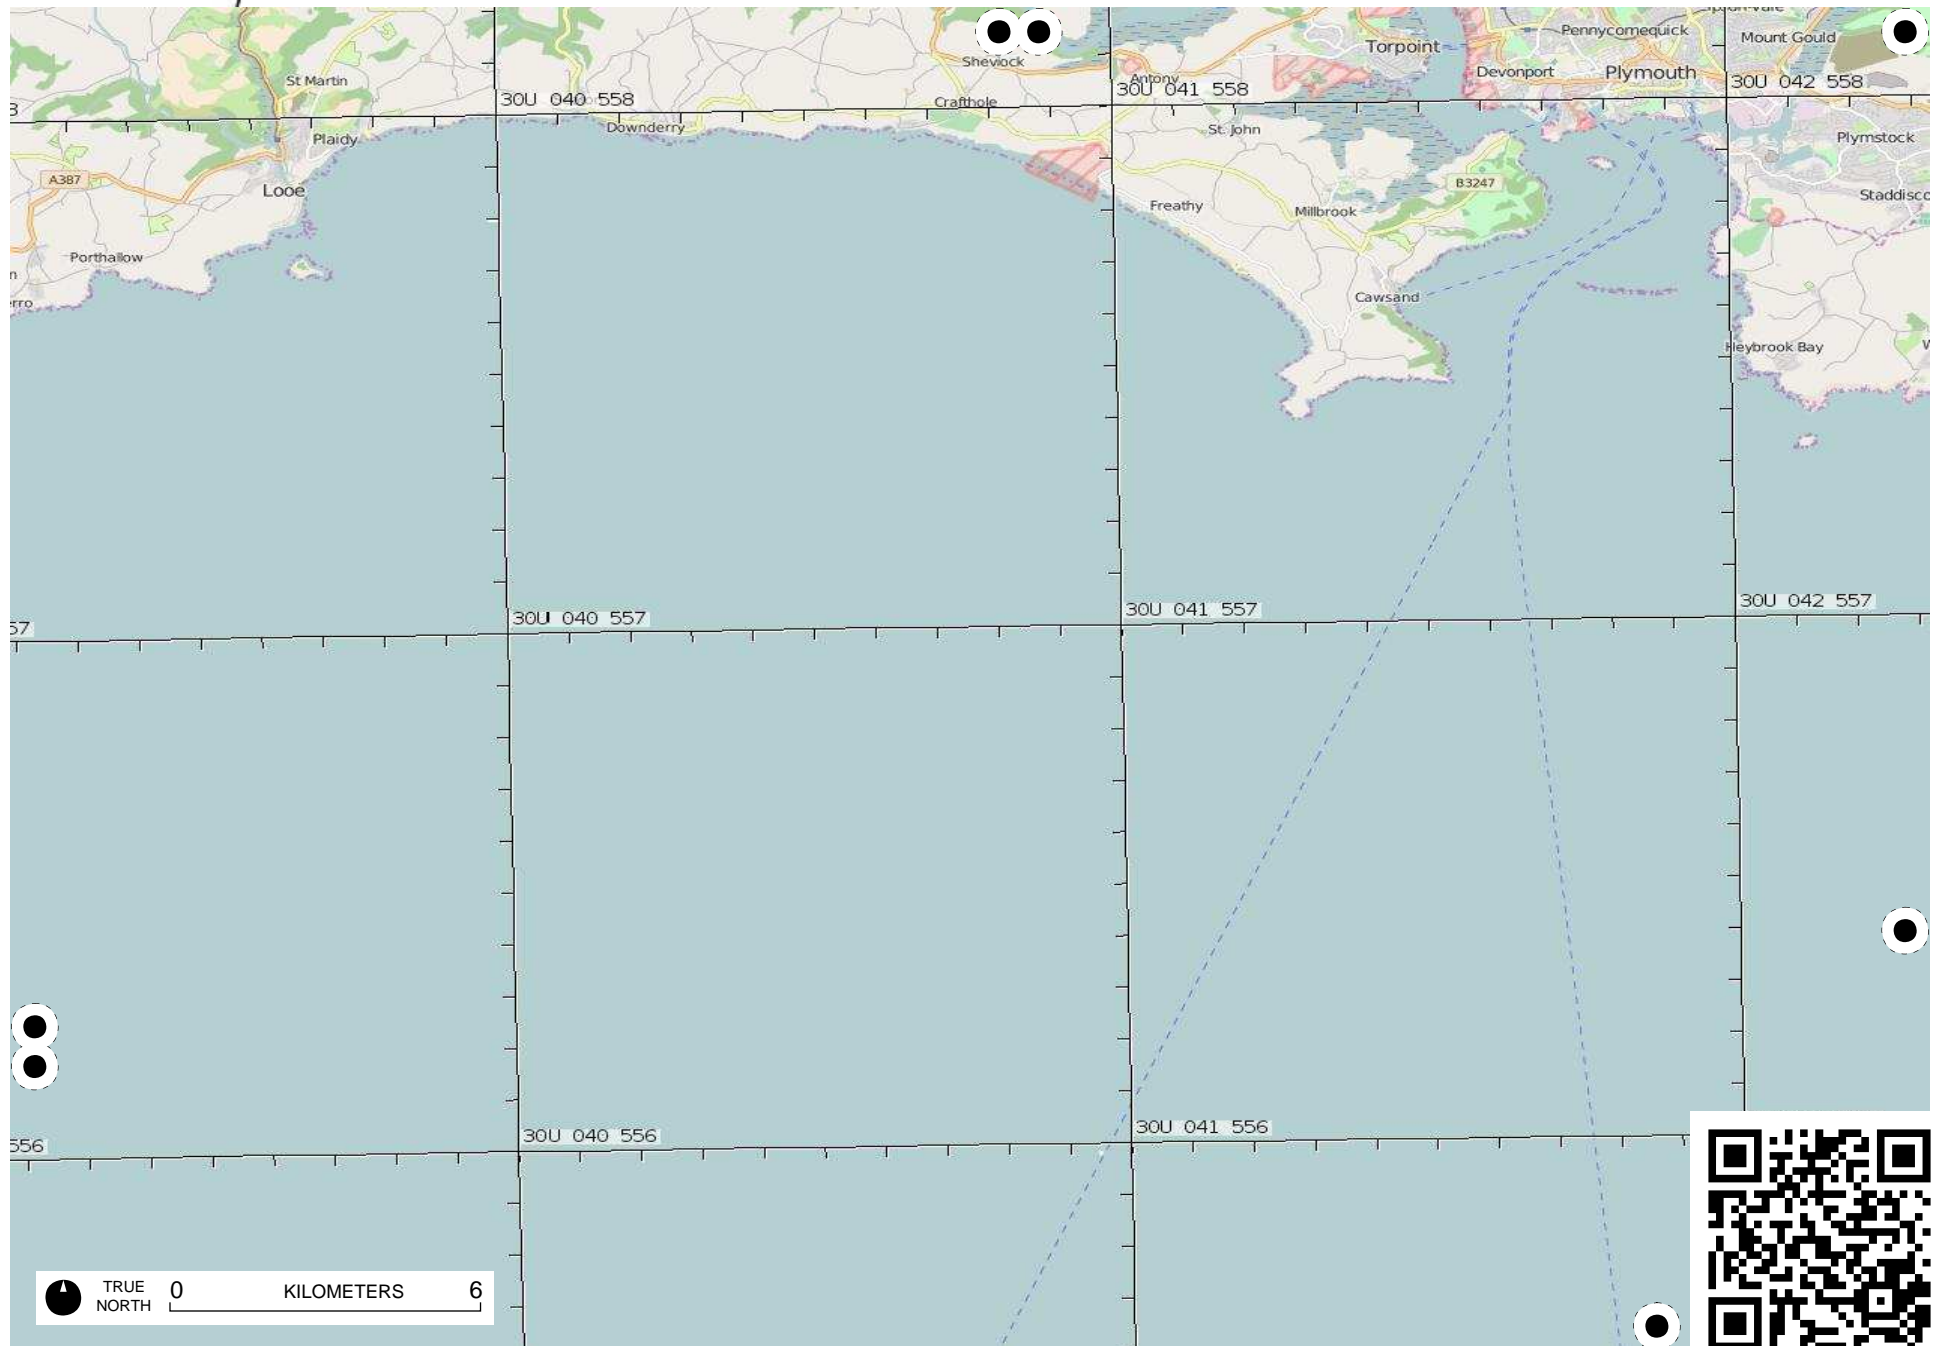 Sheviock
Torpoint
Pennycomequick
Mount Gould
St Martin
Antony
Devonport
Plymouth
30U 040 558
30U 041 558
30U 042 558
Crafthole
Plaidy
Downderry
St. John
Plymstock
A387
Looe
B3247
Freathy
Millbrook
Staddisco
Porthallow
Cawsand
erro
Heybrook Bay
57
30U 040 557
30U 041 557
30U 042 557
556
30U 040 556
30U 041 556
TRUE
NORTH
0 KILOMETERS 6